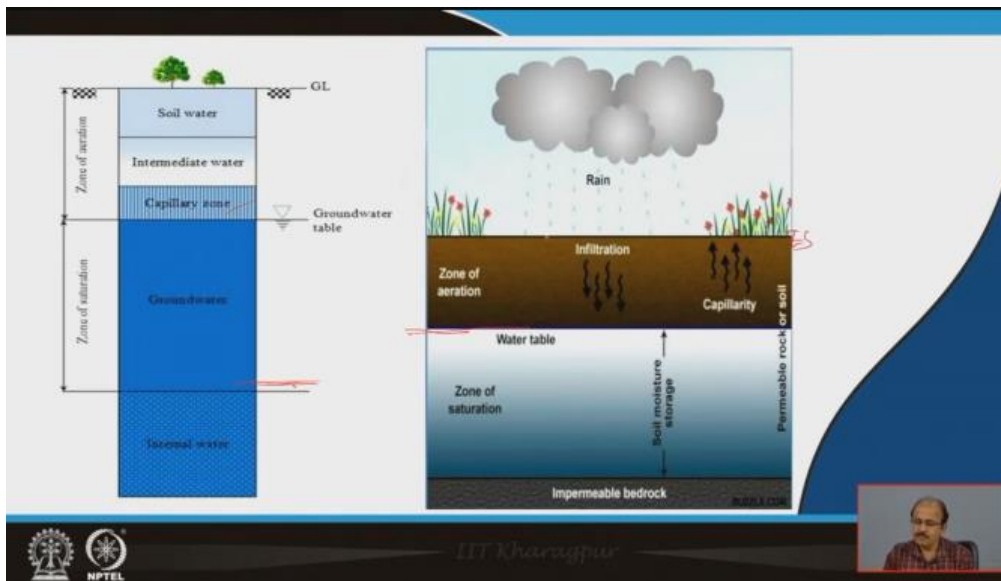 GL
Soil water
Zone of aeration
Intermediate water
Capillary zone
Groundwater
table
Groundwater
Zone of saturation
Internal water
Rain
Infiltration
Zone of
aeration
Capillarity
Permeable rock or soil
Water table
Zone of
saturation
Soil moisture
storage
Impermeable bedrock
NPTEL
IIT Kharagpur